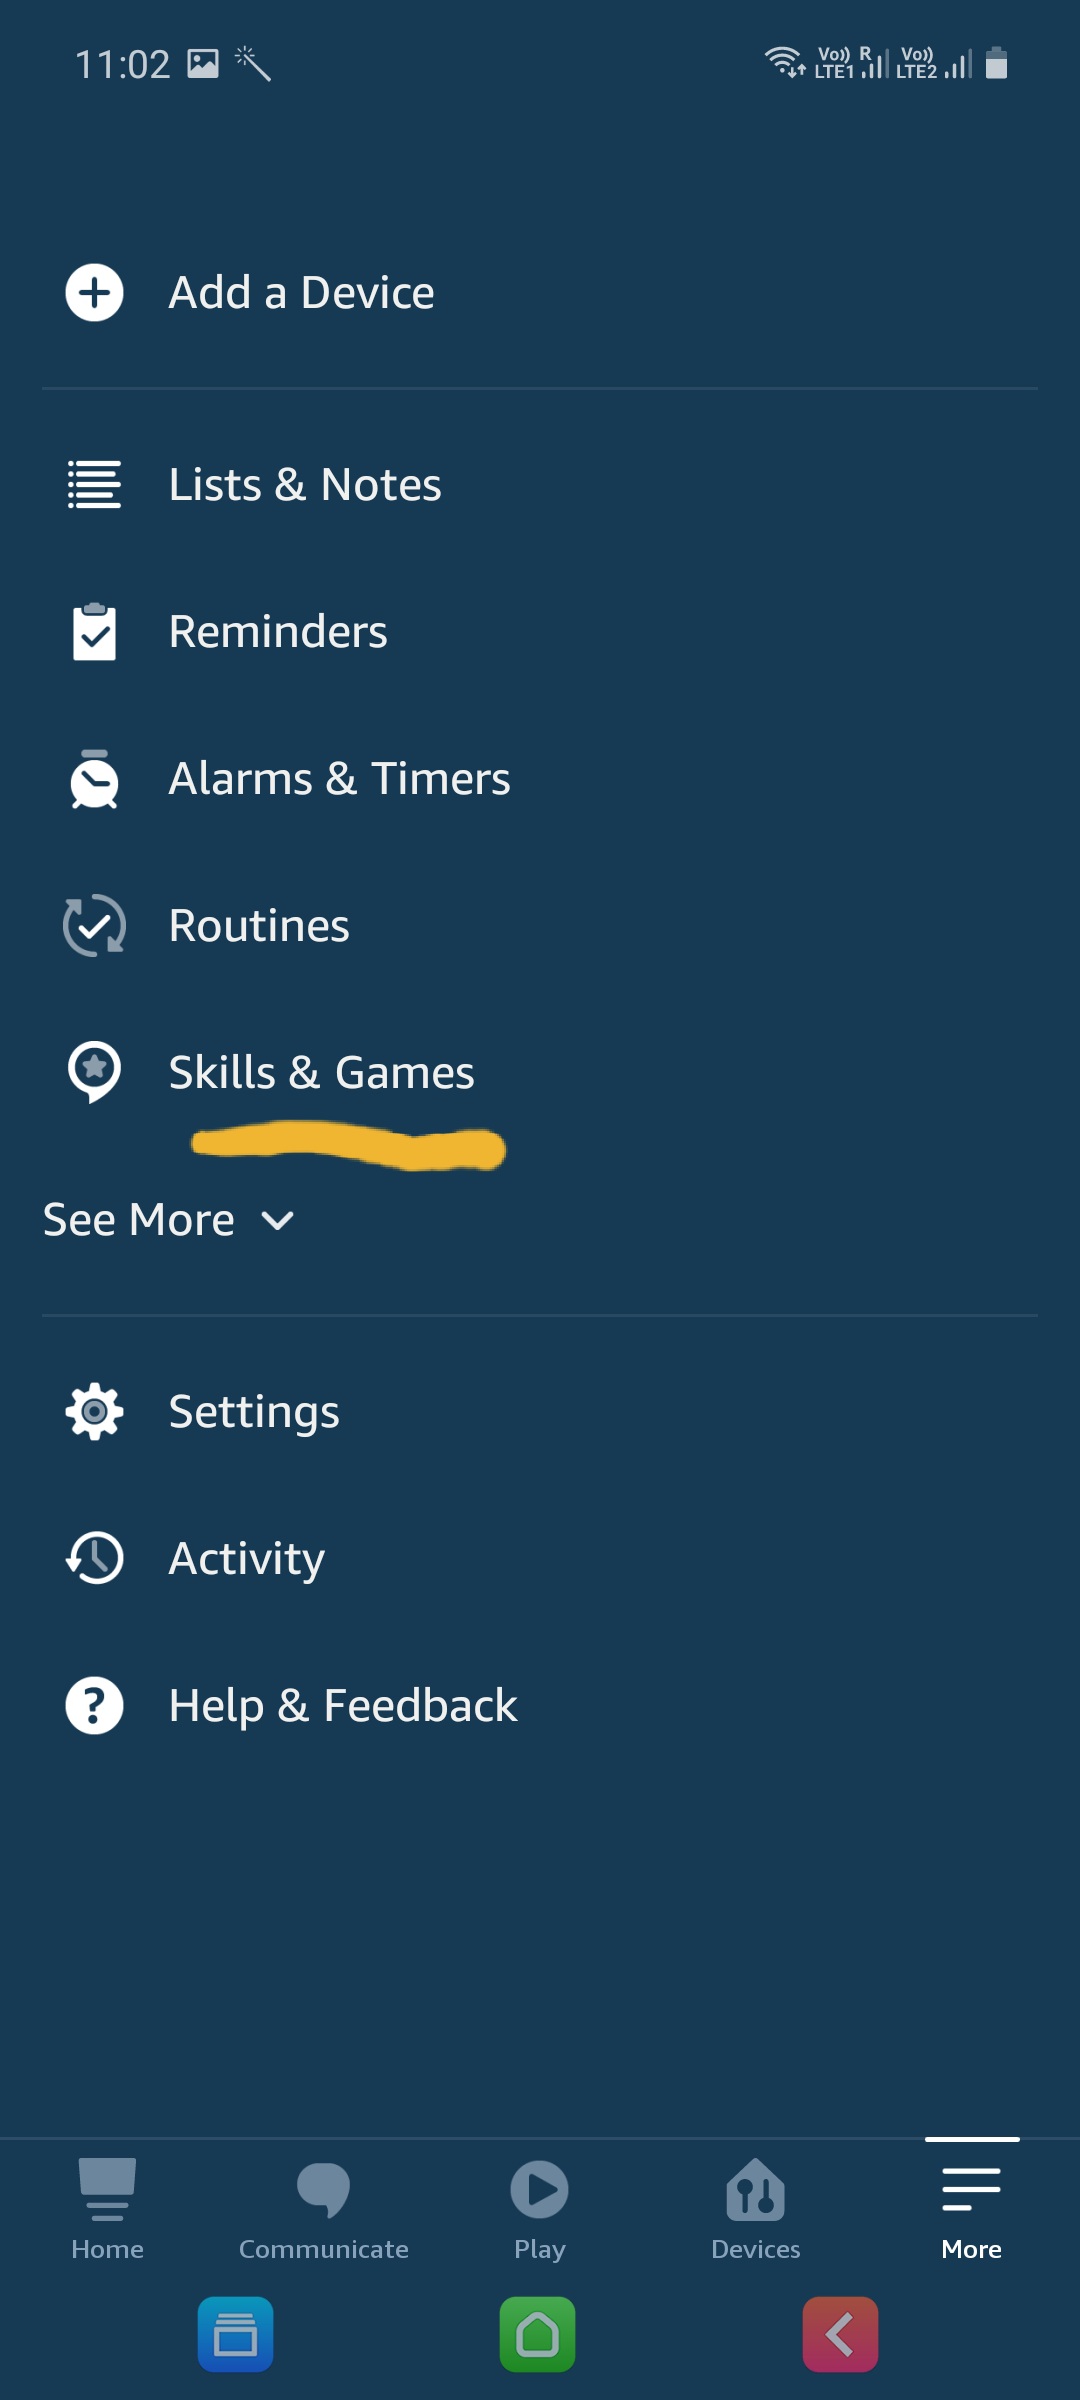 11:02 Vo)) R Vo))
LTE1 LTE2
Add a Device
Lists & Notes
Reminders
Alarms & Timers
Routines
Skills & Games
See More
Settings
Activity
? Help & Feedback
Home Communicate Play Devices More